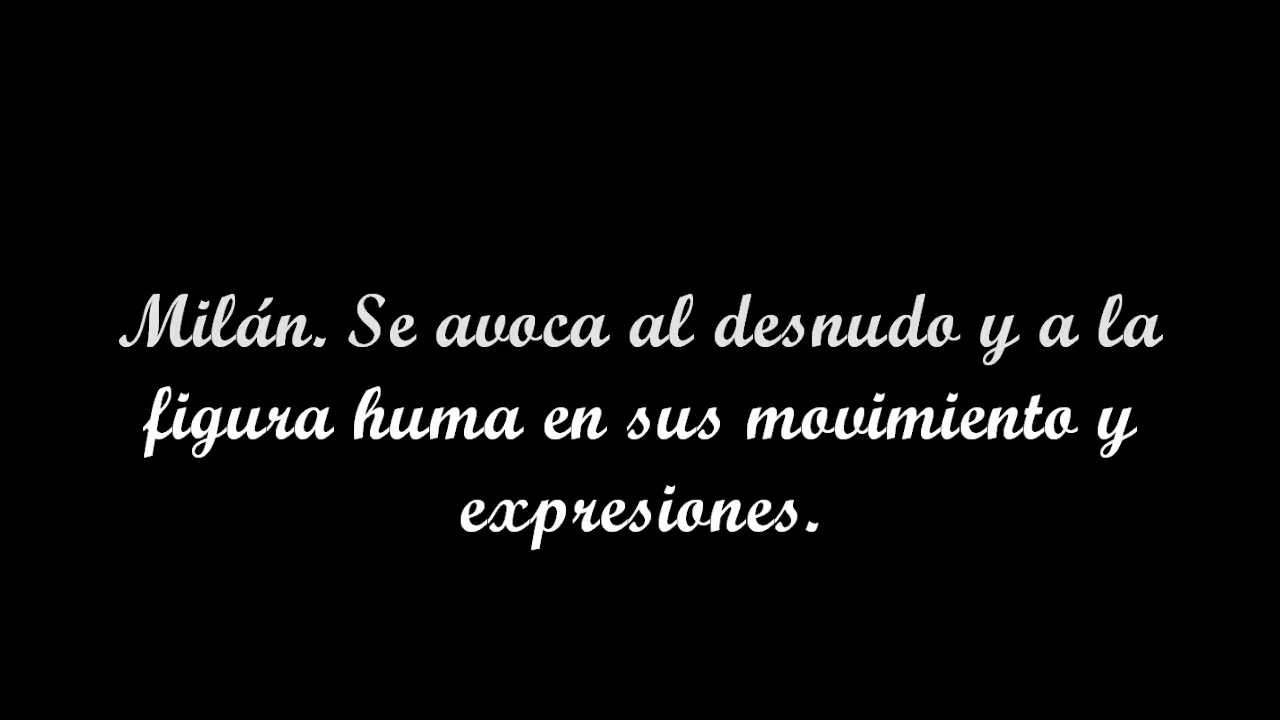 Milán. Se avoca al desnudo y a la
figura huma en sus movimiento y
expresiones.